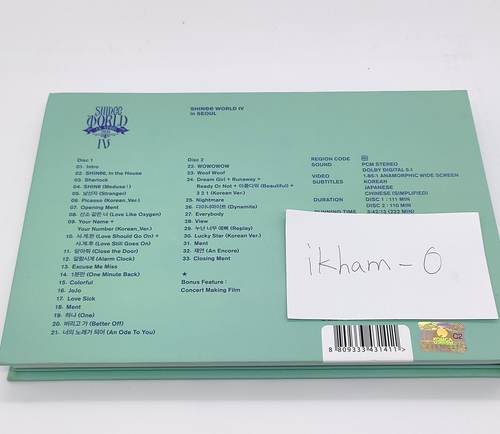 SHINee
WORLD
IV
SHINee WORLD IV
in SEOUL
Disc 1
01. Intro
02. SHINee, In the House
03. Sherlock
04. SHINE (Medusa I)
05. 낯선자 (Stranger)
06. Picasso (Korean Ver.)
07. Opening Ment
08. 산소 같은 너 (Love Like Oxygen)
09. Your Name +
Your Number (Korean Ver.)
10. 사.계.한 (Love Should Go On) +
사.계.후 (Love Still Goes On)
11. 닫아줘 (Close the Door)
12. 알람시계 (Alarm Clock)
13. Excuse Me Miss
14. 1분만 (One Minute Back)
15. Colorful
16. JoJo
17. Love Sick
18. Ment
19. 하나 (One)
20. 버리고 가 (Better Off)
21. 너의 노래가 되어 (An Ode To You)
Disc 2
22. WOWOWOW
23. Woof Woof
24. Dream Girl + Runaway +
Ready Or Not + 아름다워 (Beautiful) +
3 2 1 (Korean Ver.)
25. Nightmare
26. 다이너마이트 (Dynamite)
27. Everybody
28. View
29. 누난 너무 예뻐 (Replay)
30. Lucky Star (Korean Ver.)
31. Ment
32. 재연 (An Encore)
33. Closing Ment
★
Bonus Feature :
Concert Making Film
REGION CODE
SOUND PCM STEREO
DOLBY DIGITAL 5.1
VIDEO 1.85:1 ANAMORPHIC WIDE SCREEN
SUBTITLES KOREAN
JAPANESE
CHINESE (SIMPLIFIED)
DURATION DISC 1 : 111 MIN
DISC 2 : 110 MIN
RUNNING TIME 3:42:13 (222 MIN)
ikham - 6
8 809333 431411 >
C2